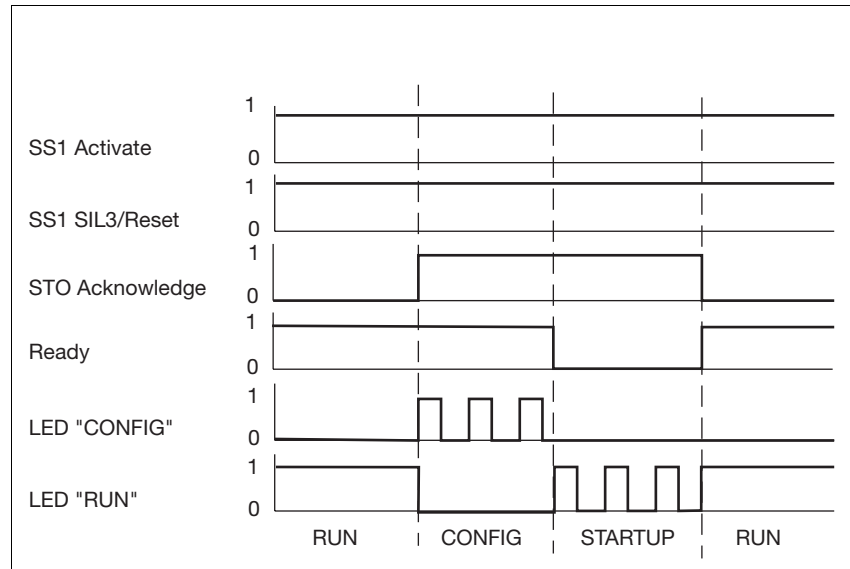 1
SS1 Activate
0
1
SS1 SIL3/Reset
0
1
STO Acknowledge
0
1
Ready
0
1
LED "CONFIG"
0
1
LED "RUN"
0
RUN CONFIG STARTUP RUN